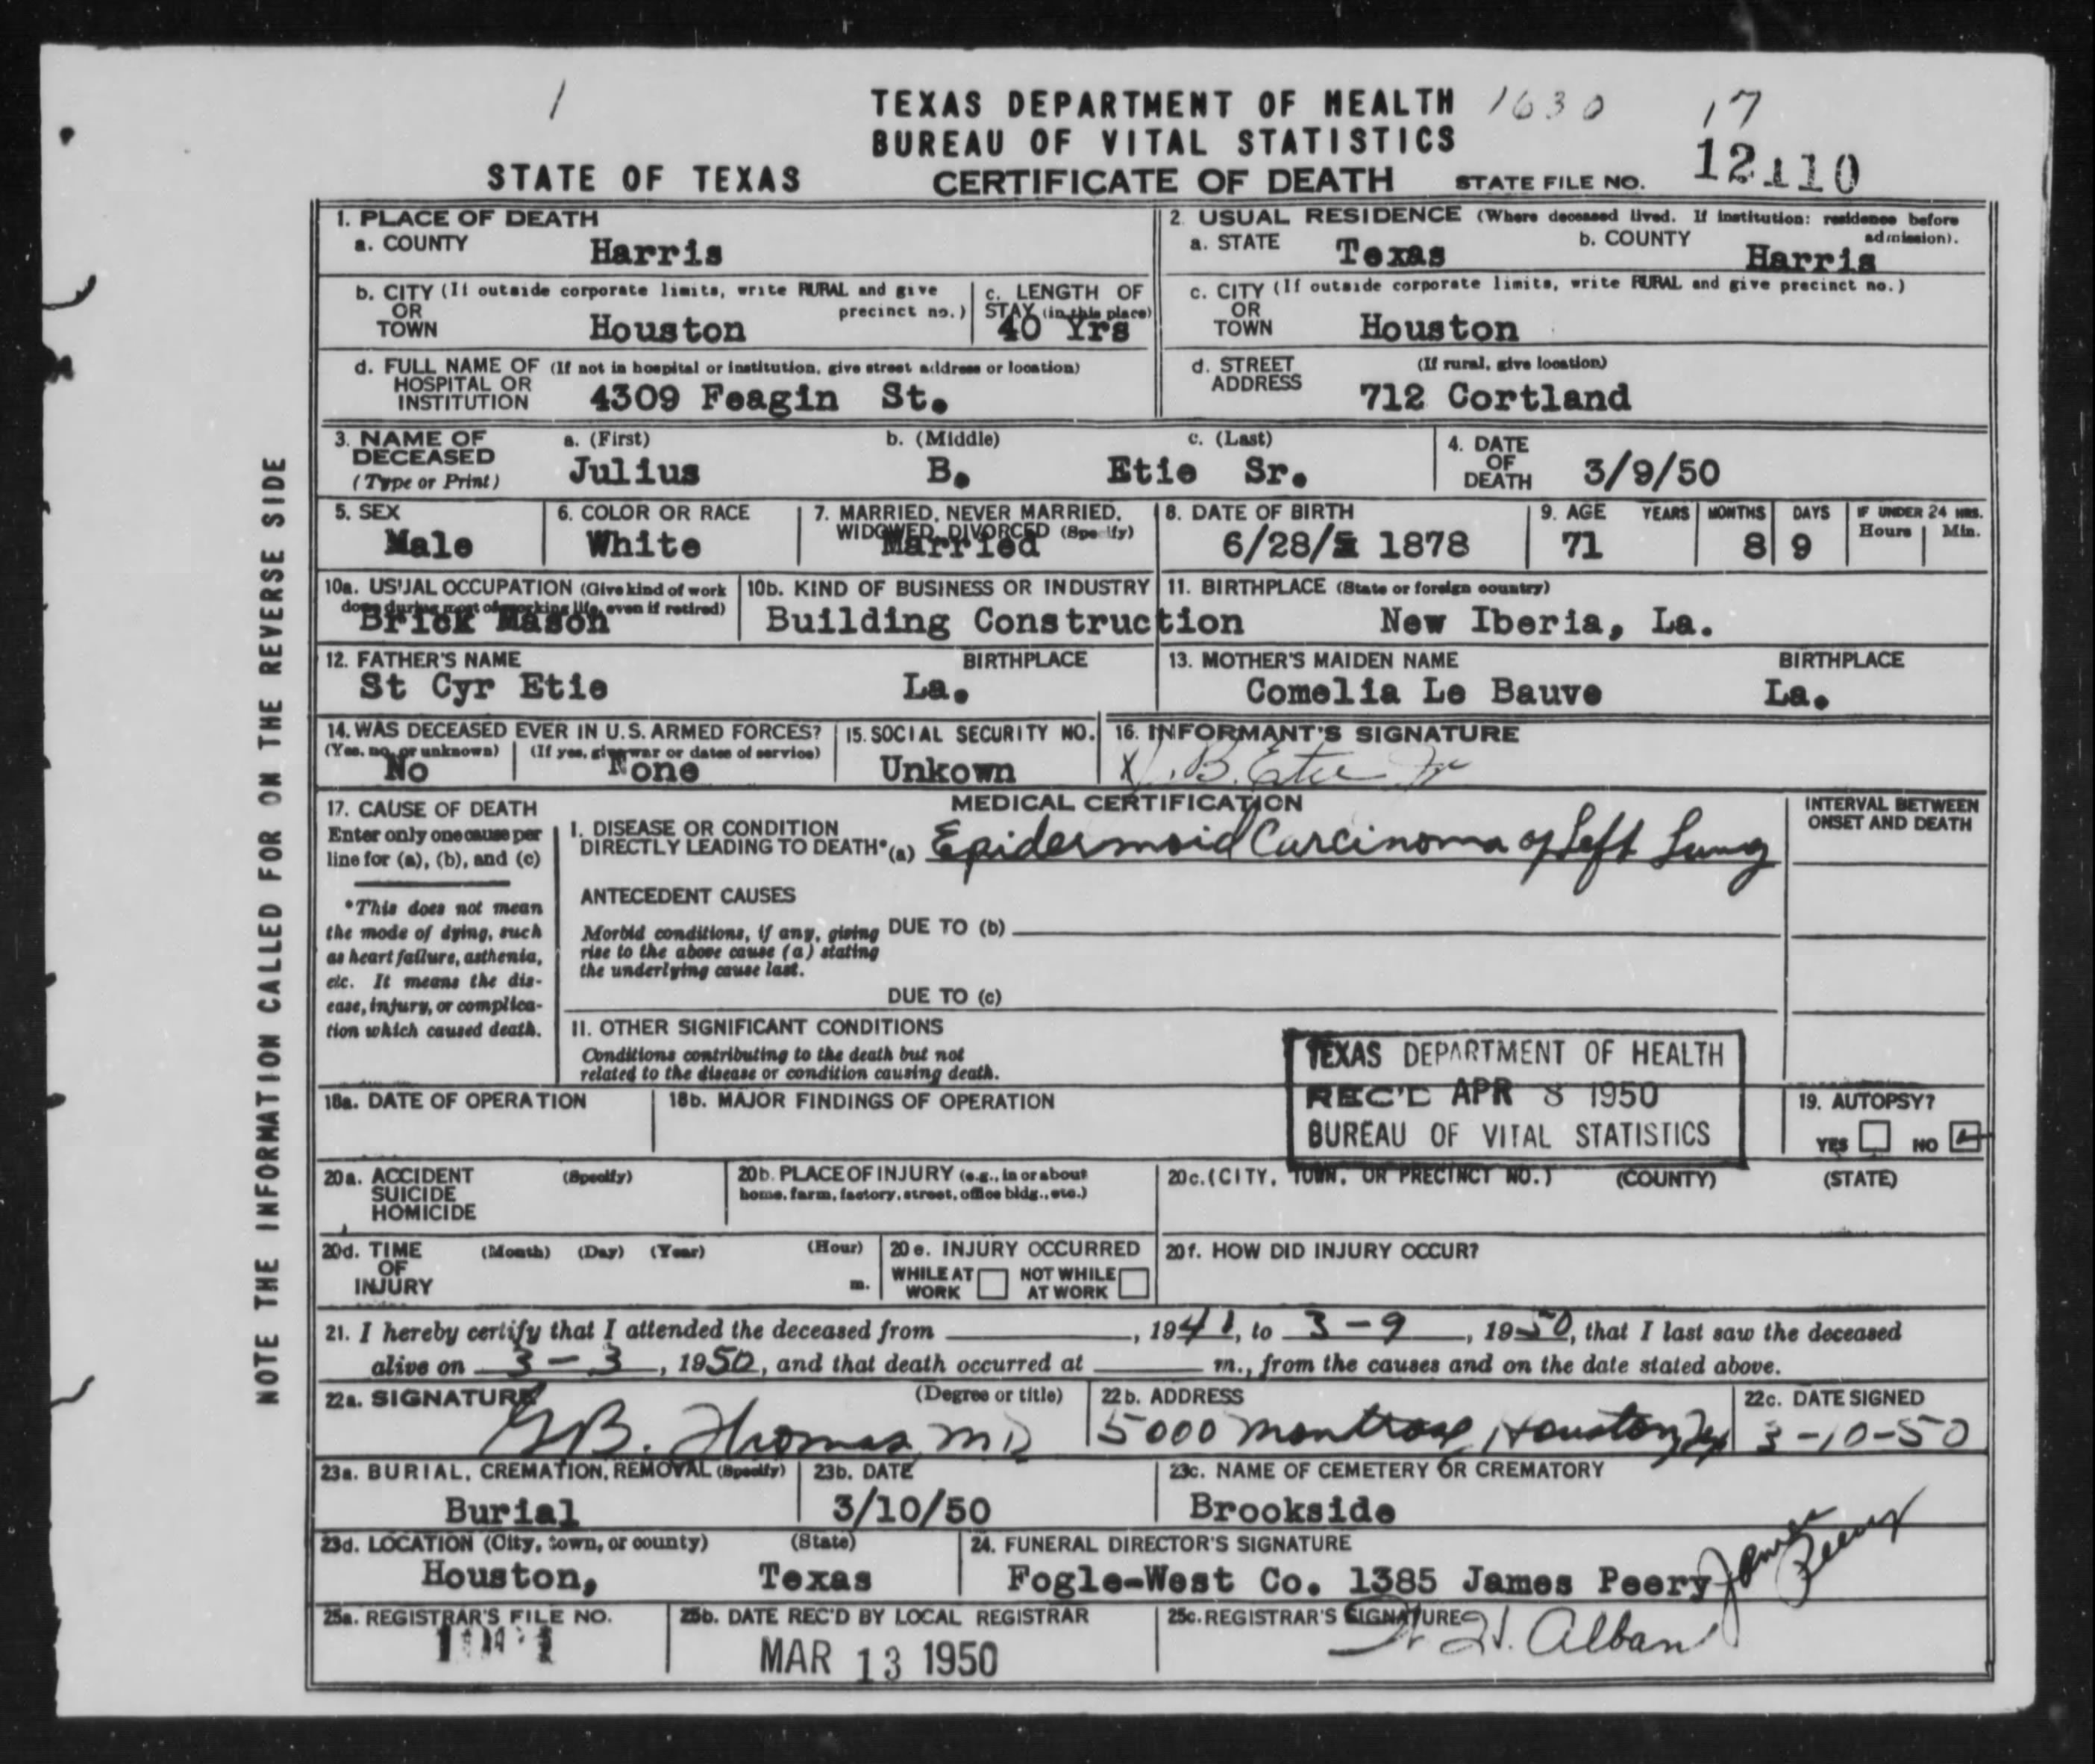 1
TEXAS DEPARTMENT OF HEALTH 1630 17
BUREAU OF VITAL STATISTICS
STATE OF TEXAS CERTIFICATE OF DEATH STATE FILE NO. 12110
NOTE THE INFORMATION CALLED FOR ON THE REVERSE SIDE
1. PLACE OF DEATH
a. COUNTY Harris
2. USUAL RESIDENCE (Where deceased lived. If institution: residence before admission).
a. STATE Texas b. COUNTY Harris
b. CITY (If outside corporate limits, write RURAL and give precinct no.)
OR
TOWN Houston
c. LENGTH OF
STAY (in this place)
40 Yrs
c. CITY (If outside corporate limits, write RURAL and give precinct no.)
OR
TOWN Houston
d. FULL NAME OF (If not in hospital or institution, give street address or location)
HOSPITAL OR
INSTITUTION 4309 Feagin St.
d. STREET (If rural, give location)
ADDRESS 712 Cortland
3. NAME OF DECEASED
(Type or Print)
a. (First) b. (Middle) c. (Last)
Julius B. Etie Sr.
4. DATE
OF
DEATH 3/9/50
5. SEX
Male
6. COLOR OR RACE
White
7. MARRIED, NEVER MARRIED,
WIDOWED, DIVORCED (Specify)
Married
8. DATE OF BIRTH
6/28/ 1878
9. AGE YEARS MONTHS DAYS IF UNDER 24 HRS.
Hours Min.
71 8 9
10a. USUAL OCCUPATION (Give kind of work
done during most of working life, even if retired)
Brick Mason
10b. KIND OF BUSINESS OR INDUSTRY
Building Construction
11. BIRTHPLACE (State or foreign country)
New Iberia, La.
12. FATHER'S NAME BIRTHPLACE
St Cyr Etie La.
13. MOTHER'S MAIDEN NAME BIRTHPLACE
Comelia Le Bauve La.
14. WAS DECEASED EVER IN U.S. ARMED FORCES?
(Yes, no, or unknown) (If yes, give war or dates of service)
No None
15. SOCIAL SECURITY NO.
Unkown
16. INFORMANT'S SIGNATURE
X J. B. Etie Jr
17. CAUSE OF DEATH
Enter only one cause per
line for (a), (b), and (c)
*This does not mean
the mode of dying, such
as heart failure, asthenia,
etc. It means the dis-
ease, injury, or complica-
tion which caused death.
MEDICAL CERTIFICATION
INTERVAL BETWEEN
ONSET AND DEATH
I. DISEASE OR CONDITION
DIRECTLY LEADING TO DEATH* (a) Epidermoid Carcinoma of Left Lung
ANTECEDENT CAUSES
Morbid conditions, if any, giving
rise to the above cause (a) stating
the underlying cause last.
DUE TO (b)
DUE TO (c)
II. OTHER SIGNIFICANT CONDITIONS
Conditions contributing to the death but not
related to the disease or condition causing death.
TEXAS DEPARTMENT OF HEALTH
REC'D APR 8 1950
BUREAU OF VITAL STATISTICS
18a. DATE OF OPERATION
18b. MAJOR FINDINGS OF OPERATION
19. AUTOPSY?
YES NO
20a. ACCIDENT (Specify)
SUICIDE
HOMICIDE
20b. PLACE OF INJURY (e.g., in or about
home, farm, factory, street, office bldg., etc.)
20c. (CITY, TOWN, OR PRECINCT NO.) (COUNTY) (STATE)
20d. TIME (Month) (Day) (Year) (Hour)
OF
INJURY m.
20e. INJURY OCCURRED
WHILE AT WORK NOT WHILE AT WORK
20f. HOW DID INJURY OCCUR?
21. I hereby certify that I attended the deceased from , 1941, to 3-9, 1950, that I last saw the deceased
alive on 3-3, 1950, and that death occurred at m., from the causes and on the date stated above.
22a. SIGNATURE (Degree or title)
B. Thomas, MD
22b. ADDRESS
5000 Montrose, Houston, Tex
22c. DATE SIGNED
3-10-50
23a. BURIAL, CREMATION, REMOVAL (Specify)
Burial
23b. DATE
3/10/50
23c. NAME OF CEMETERY OR CREMATORY
Brookside
23d. LOCATION (City, town, or county) (State)
Houston, Texas
24. FUNERAL DIRECTOR'S SIGNATURE
Fogle-West Co. 1385 James Peery James Peery
25a. REGISTRAR'S FILE NO.
25b. DATE REC'D BY LOCAL REGISTRAR
MAR 13 1950
25c. REGISTRAR'S SIGNATURE
H. Alban